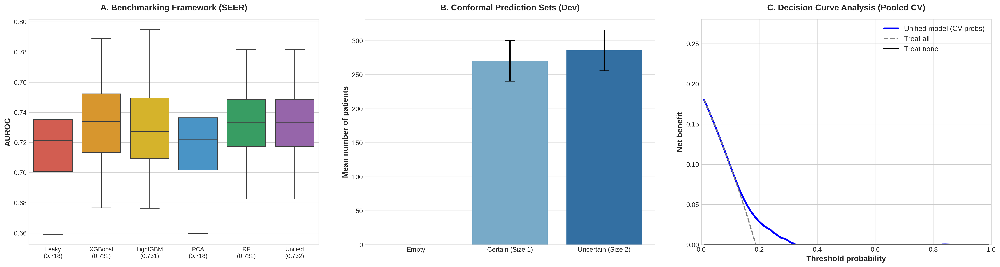 A. Benchmarking Framework (SEER)
AUROC
0.80
0.78
0.76
0.74
0.72
0.70
0.68
0.66
Leaky
(0.718)
XGBoost
(0.732)
LightGBM
(0.731)
PCA
(0.718)
RF
(0.732)
Unified
(0.732)
B. Conformal Prediction Sets (Dev)
Mean number of patients
300
250
200
150
100
50
0
Empty
Certain (Size 1)
Uncertain (Size 2)
C. Decision Curve Analysis (Pooled CV)
Unified model (CV probs)
Treat all
Treat none
Net benefit
0.25
0.20
0.15
0.10
0.05
0.00
0.0
0.2
0.4
0.6
0.8
1.0
Threshold probability